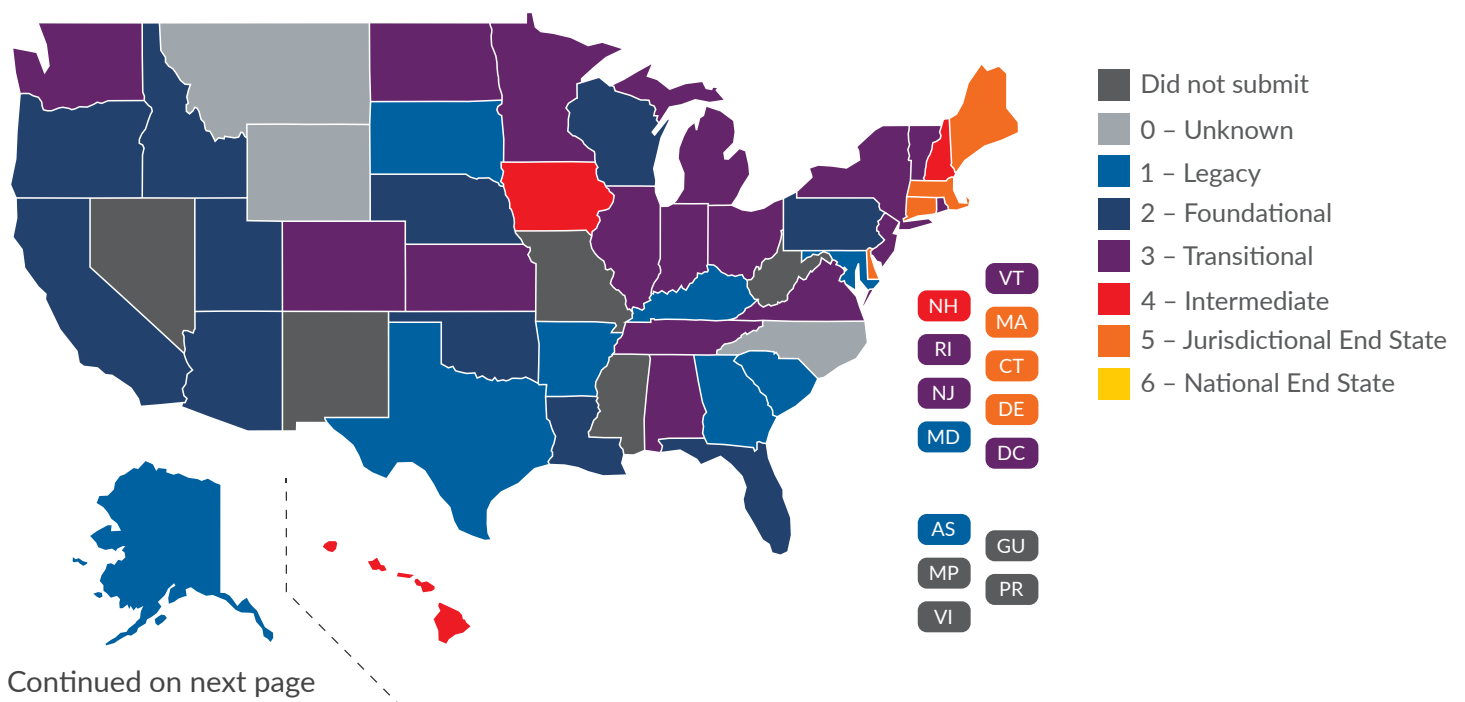 Did not submit
0 – Unknown
1 – Legacy
2 – Foundational
3 – Transitional
4 – Intermediate
5 – Jurisdictional End State
6 – National End State
VT
NH
MA
RI
CT
NJ
DE
MD
DC
AS
GU
MP
PR
VI
Continued on next page